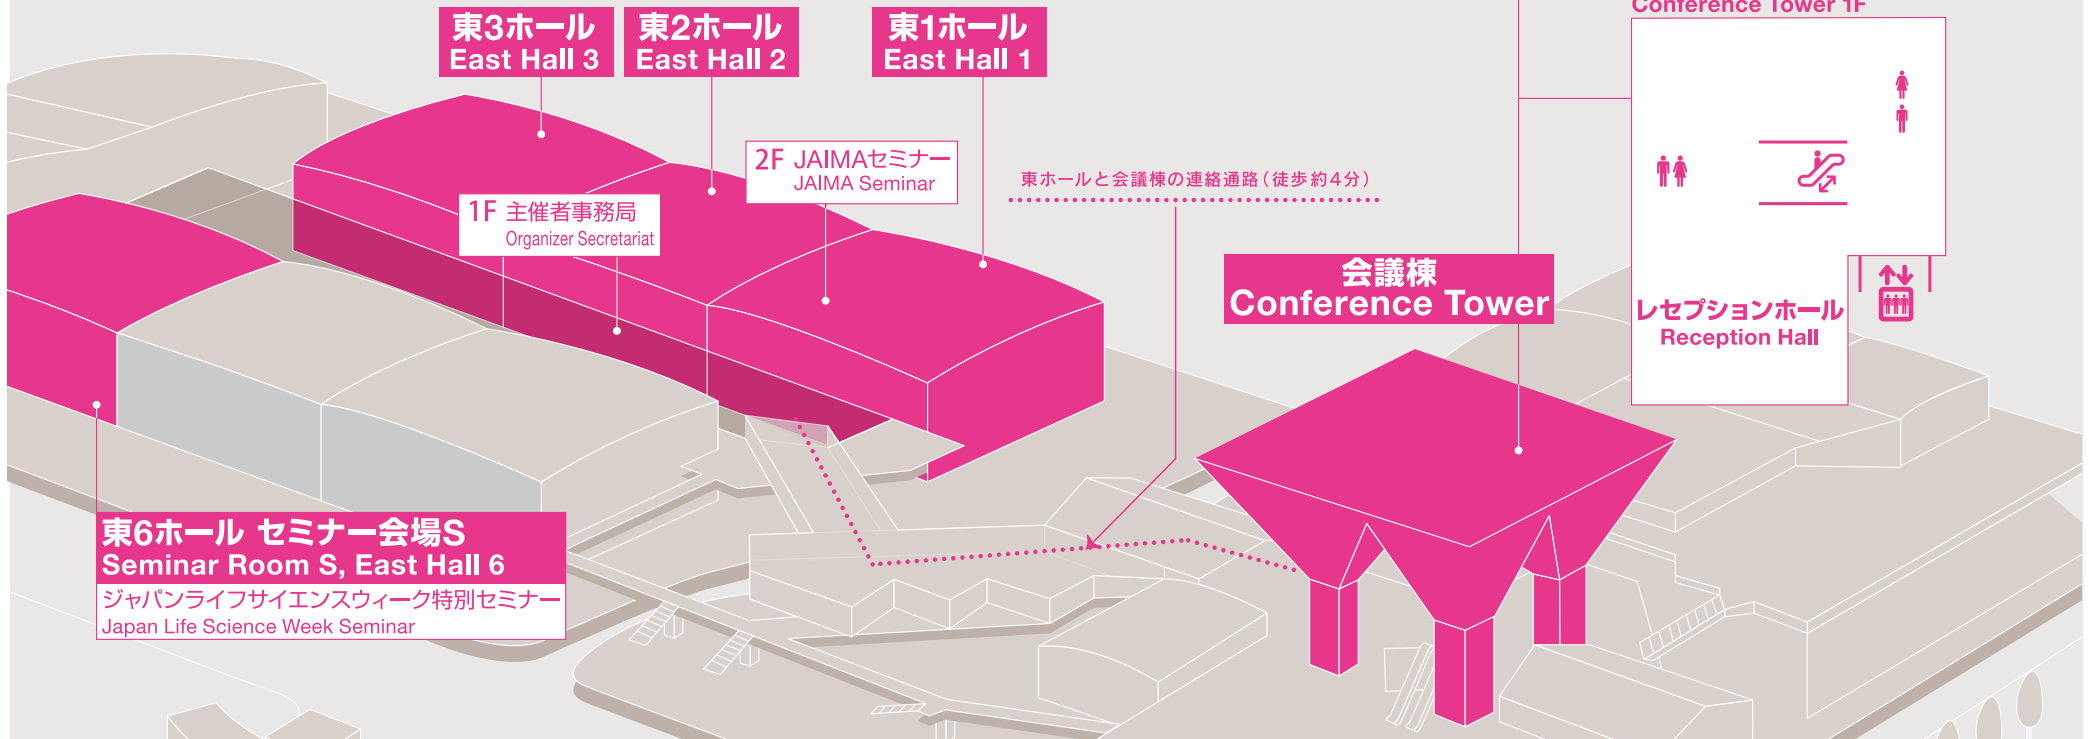 東3ホール
East Hall 3
東2ホール
East Hall 2
東1ホール
East Hall 1
Conference Tower 1F
2F JAIMAセミナー
JAIMA Seminar
東ホールと会議棟の連絡通路（徒歩約4分）
1F 主催者事務局
Organizer Secretariat
会議棟
Conference Tower
レセプションホール
Reception Hall
東6ホール セミナー会場S
Seminar Room S, East Hall 6
ジャパンライフサイエンスウィーク特別セミナー
Japan Life Science Week Seminar